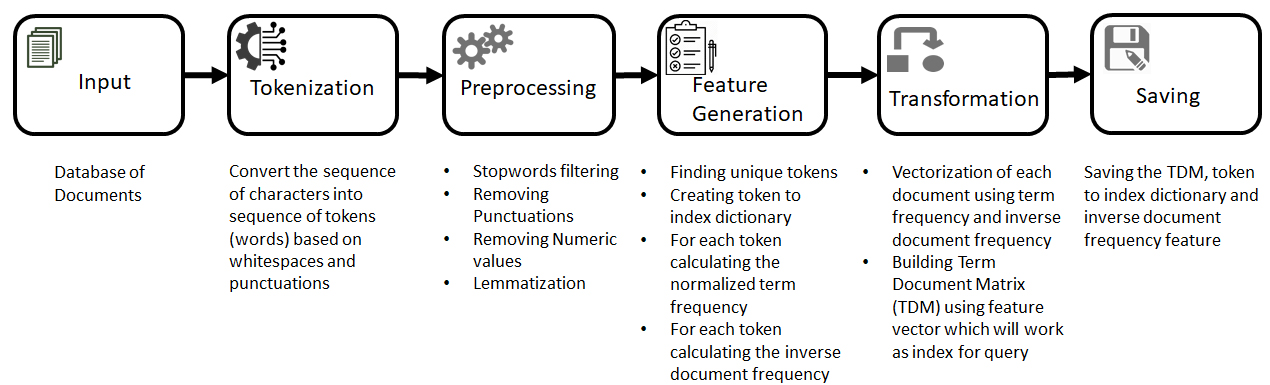 Input
Tokenization
Preprocessing
Feature
Generation
Transformation
Saving
Database of
Documents
Convert the sequence
of characters into
sequence of tokens
(words) based on
whitespaces and
punctuations
• Stopwords filtering
• Removing
Punctuations
• Removing Numeric
values
• Lemmatization
• Finding unique tokens
• Creating token to
index dictionary
• For each token
calculating the
normalized term
frequency
• For each token
calculating the inverse
document frequency
• Vectorization of each
document using term
frequency and inverse
document frequency
• Building Term
Document Matrix
(TDM) using feature
vector which will work
as index for query
Saving the TDM, token
to index dictionary and
inverse document
frequency feature